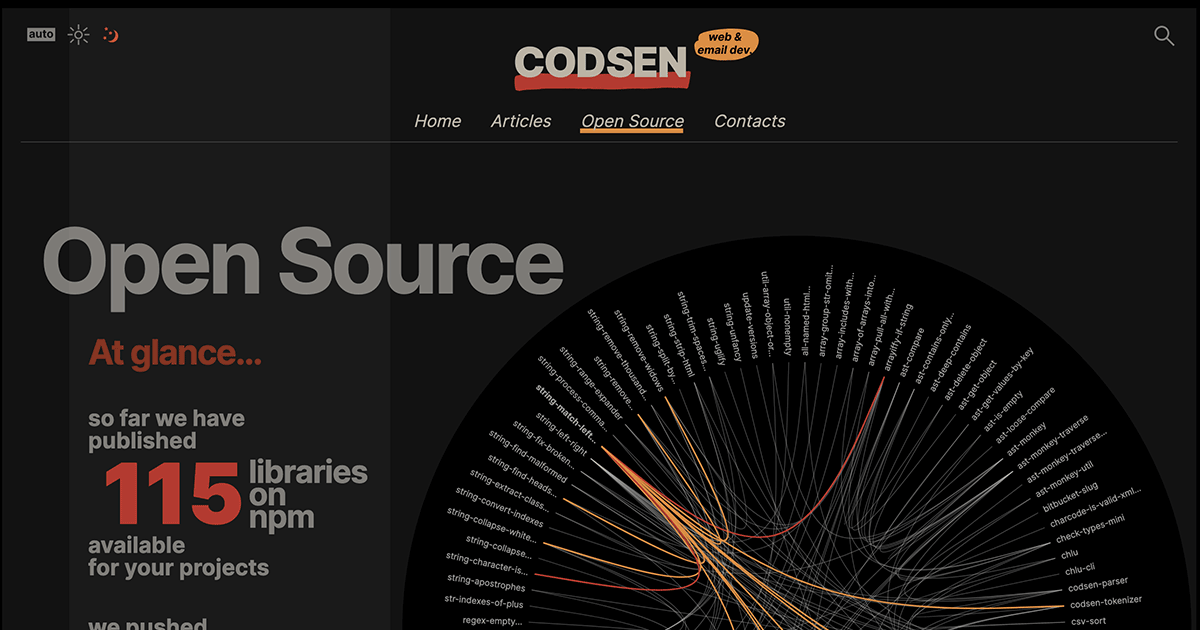 auto
CODSEN
web &
email dev.
Home Articles Open Source Contacts
Open Source
At glance...
so far we have
published
115
libraries
on
npm
available
for your projects
we pushed
regex-empty...
str-indexes-of-plus
string-apostrophes
string-character-is...
string-collapse...
string-collapse-white...
string-convert-indexes
string-extract-class...
string-find-heads...
string-find-malformed
string-fix-broken...
string-left-right
string-match-left...
string-process-comma...
string-range-expander
string-remove...
string-remove-thousand...
string-remove-widows
string-split-by...
string-strip-html
string-trim-spaces...
string-uglify
string-unfancy
update-versions
util-array-object-or...
util-nonempty
all-named-html...
array-group-str-omit...
array-includes-with...
array-of-arrays-into...
array-pull-all-with...
arrayiffy-if-string
ast-compare
ast-contains-only...
ast-deep-contains
ast-delete-object
ast-get-object
ast-get-values-by-key
ast-is-empty
ast-loose-compare
ast-monkey
ast-monkey-traverse
ast-monkey-traverse...
ast-monkey-util
bitbucket-slug
charcode-is-valid-xml...
check-types-mini
chlu
chlu-cli
codsen-parser
codsen-tokenizer
csv-sort